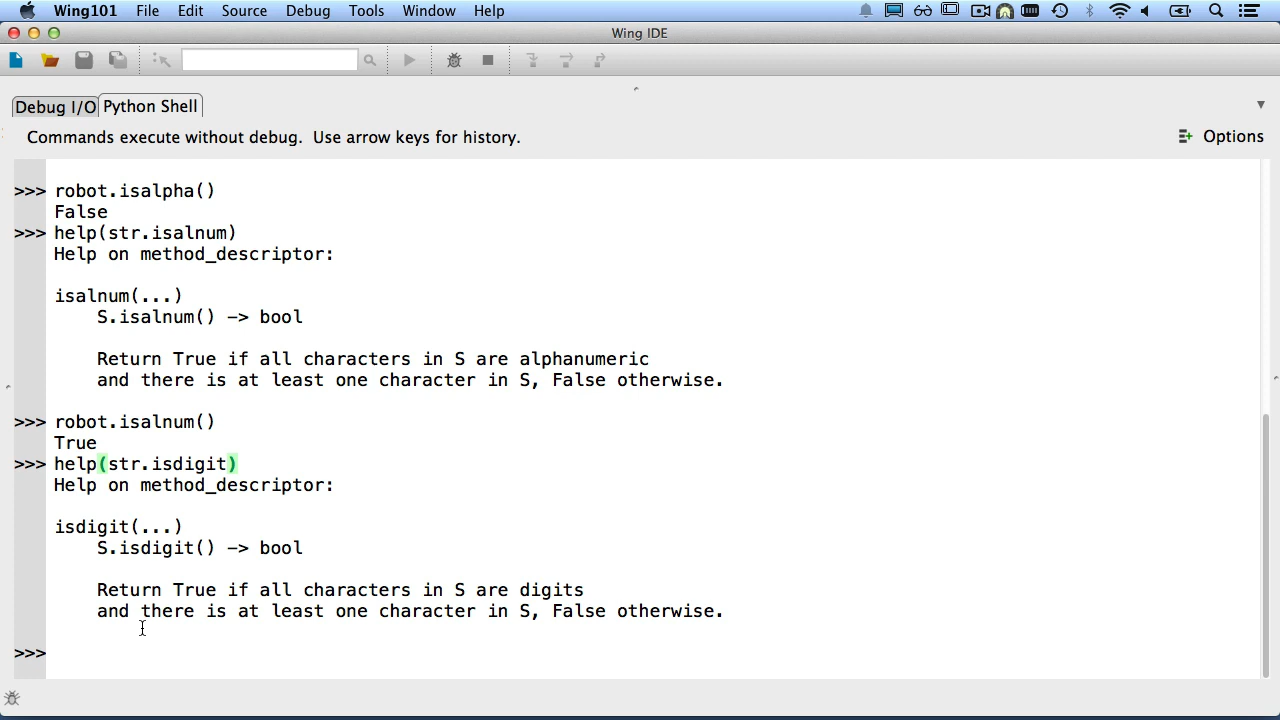 Wing101 File Edit Source Debug Tools Window Help
Wing IDE
Debug I/O Python Shell
Commands execute without debug. Use arrow keys for history.
Options
>>> robot.isalpha()
False
>>> help(str.isalnum)
Help on method_descriptor:
isalnum(...)
S.isalnum() -> bool
Return True if all characters in S are alphanumeric
and there is at least one character in S, False otherwise.
>>> robot.isalnum()
True
>>> help(str.isdigit)
Help on method_descriptor:
isdigit(...)
S.isdigit() -> bool
Return True if all characters in S are digits
and there is at least one character in S, False otherwise.
>>>